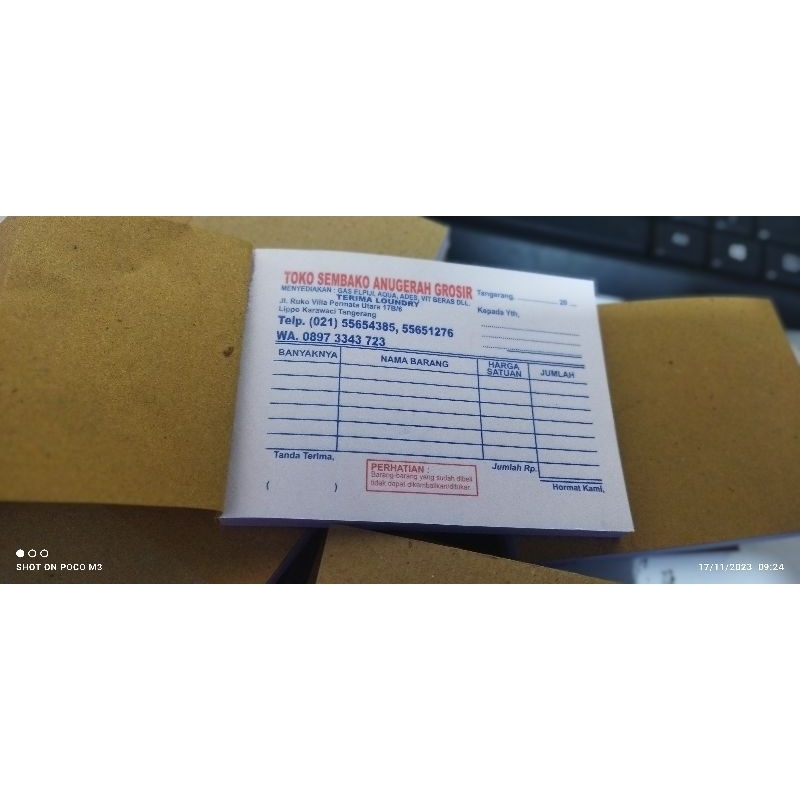 TOKO SEMBAKO ANUGERAH GROSIR
MENYEDIAKAN : GAS ELPIJI, AQUA, ADES, VIT BERAS DLL.
TERIMA LOUNDRY
Jl. Ruko Villa Permata Utara 17B/6
Lippo Karawaci Tangerang
Telp. (021) 55654385, 55651276
WA. 0897 3343 723
Tangerang, ____________ 20 __
Kepada Yth,
BANYAKNYA NAMA BARANG HARGA SATUAN JUMLAH
Tanda Terima,
( )
PERHATIAN :
Barang-barang yang sudah dibeli
tidak dapat dikembalikan/ditukar.
Jumlah Rp.
Hormat Kami,
SHOT ON POCO M3
17/11/2023 09:24